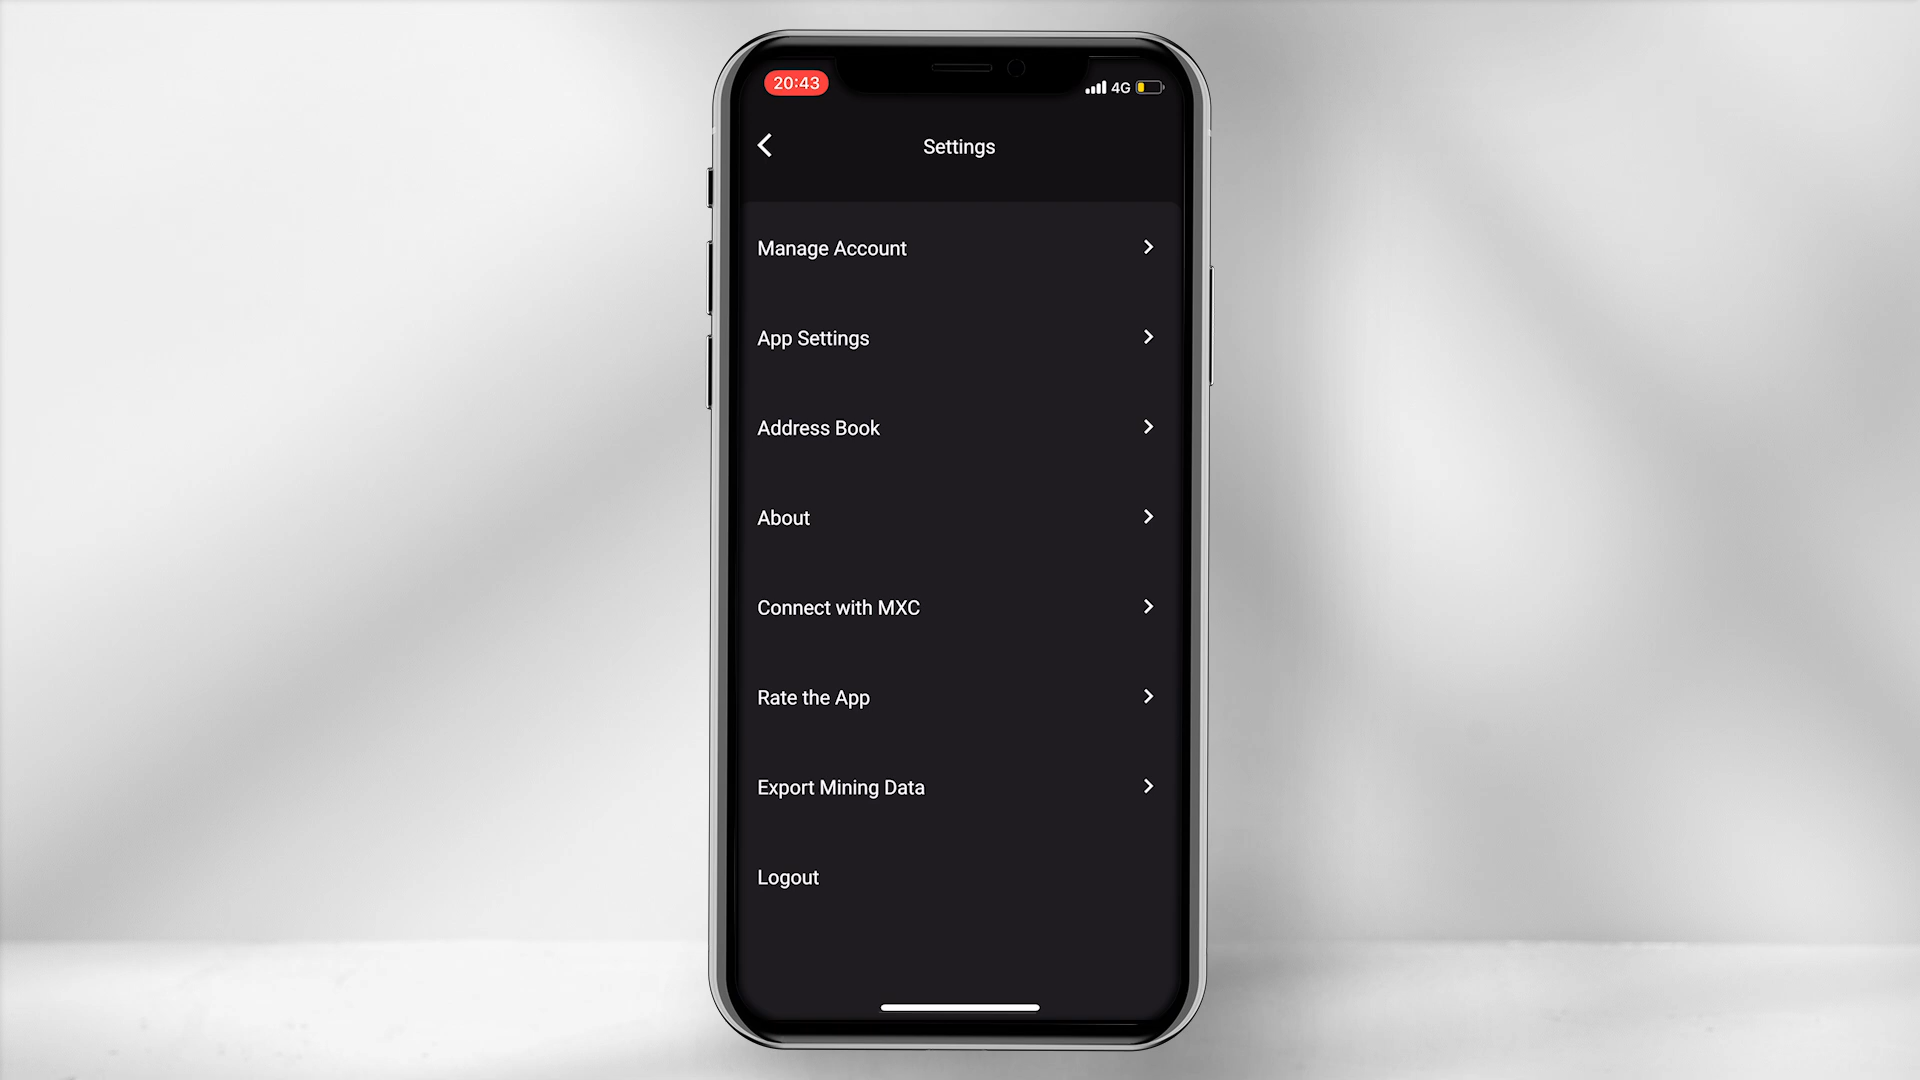 20:43
4G
Settings
Manage Account
App Settings
Address Book
About
Connect with MXC
Rate the App
Export Mining Data
Logout